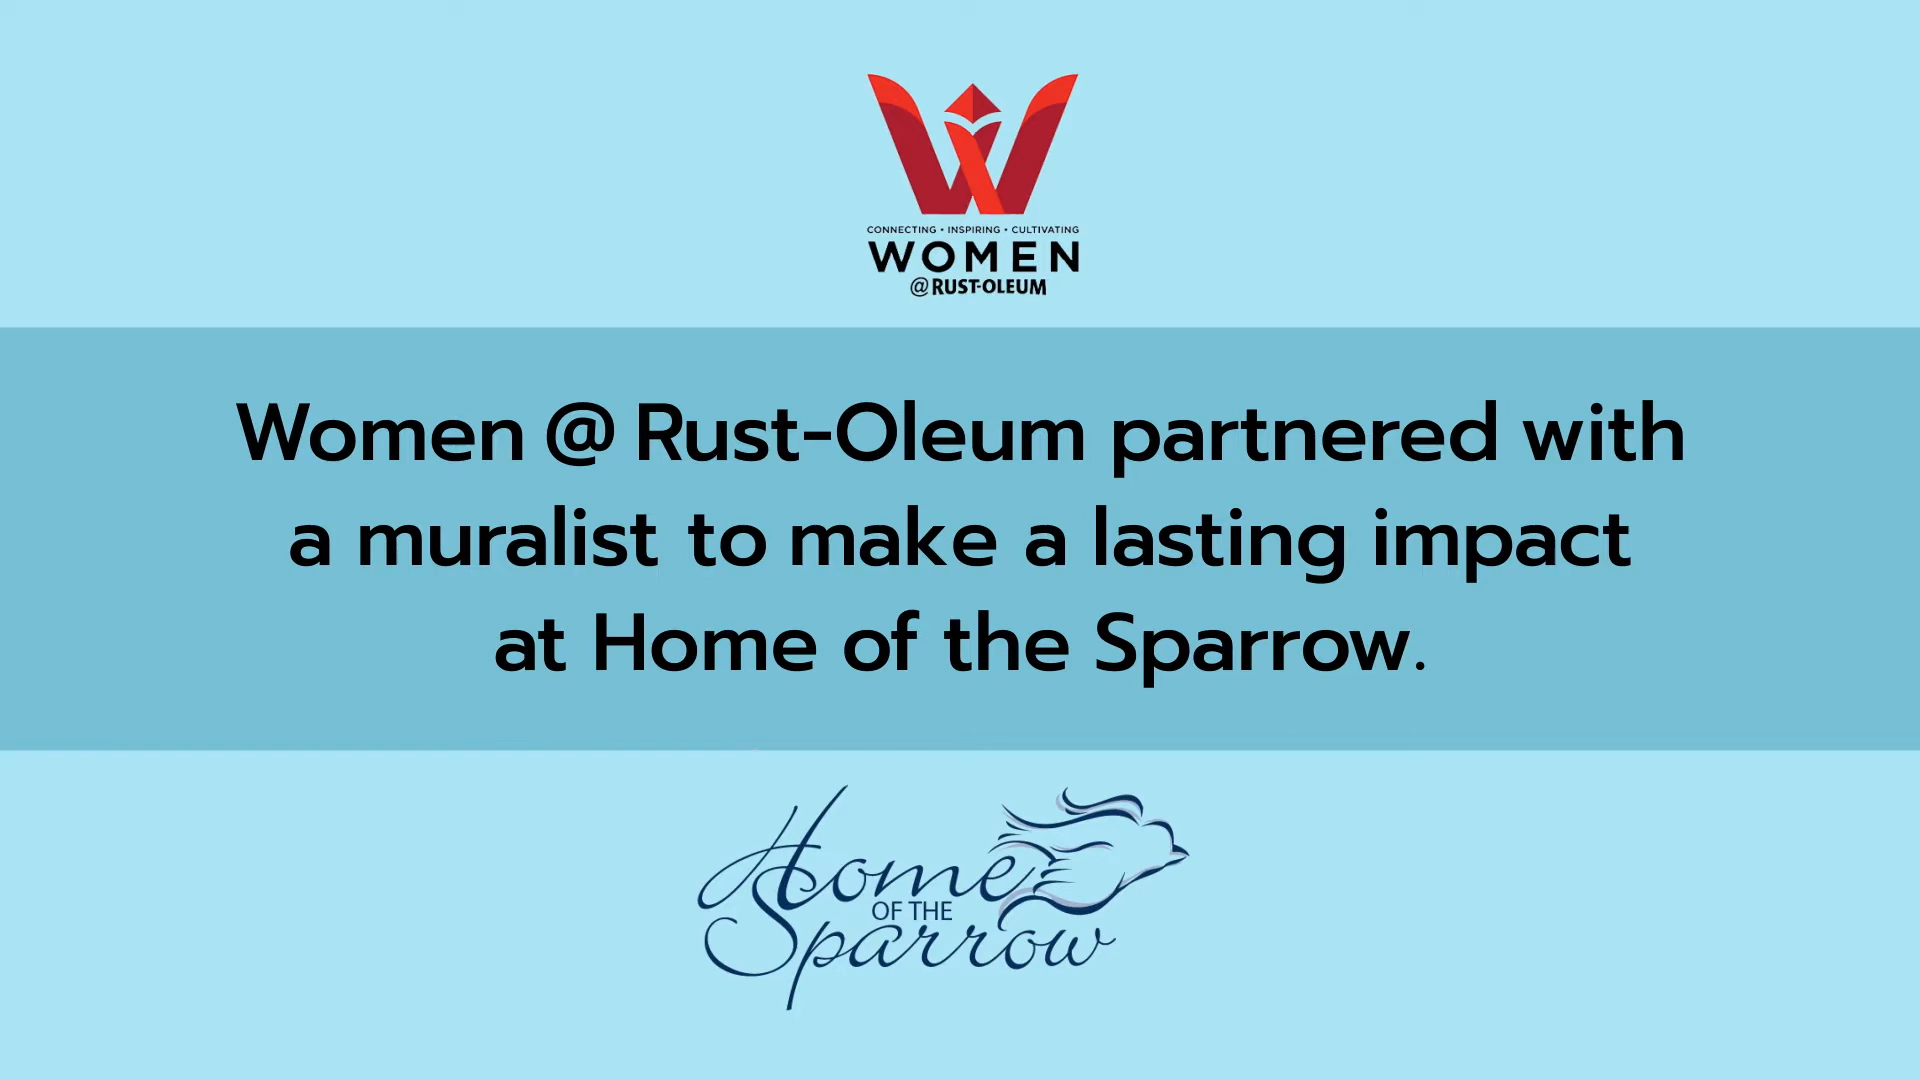 CONNECTING • INSPIRING • CULTIVATING
WOMEN
@RUST-OLEUM
Women @ Rust-Oleum partnered with
a muralist to make a lasting impact
at Home of the Sparrow.
Home
OF THE
Sparrow